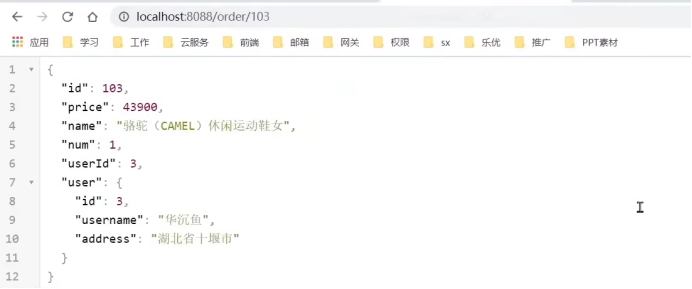 localhost:8088/order/103
应用 学习 工作 云服务 前端 邮箱 网关 权限 sx 乐优 推广 PPT素材
1 {
2 "id": 103,
3 "price": 43900,
4 "name": "骆驼（CAMEL）休闲运动鞋女",
5 "num": 1,
6 "userId": 3,
7 "user": {
8 "id": 3,
9 "username": "华沉鱼",
10 "address": "湖北省十堰市"
11 }
12 }